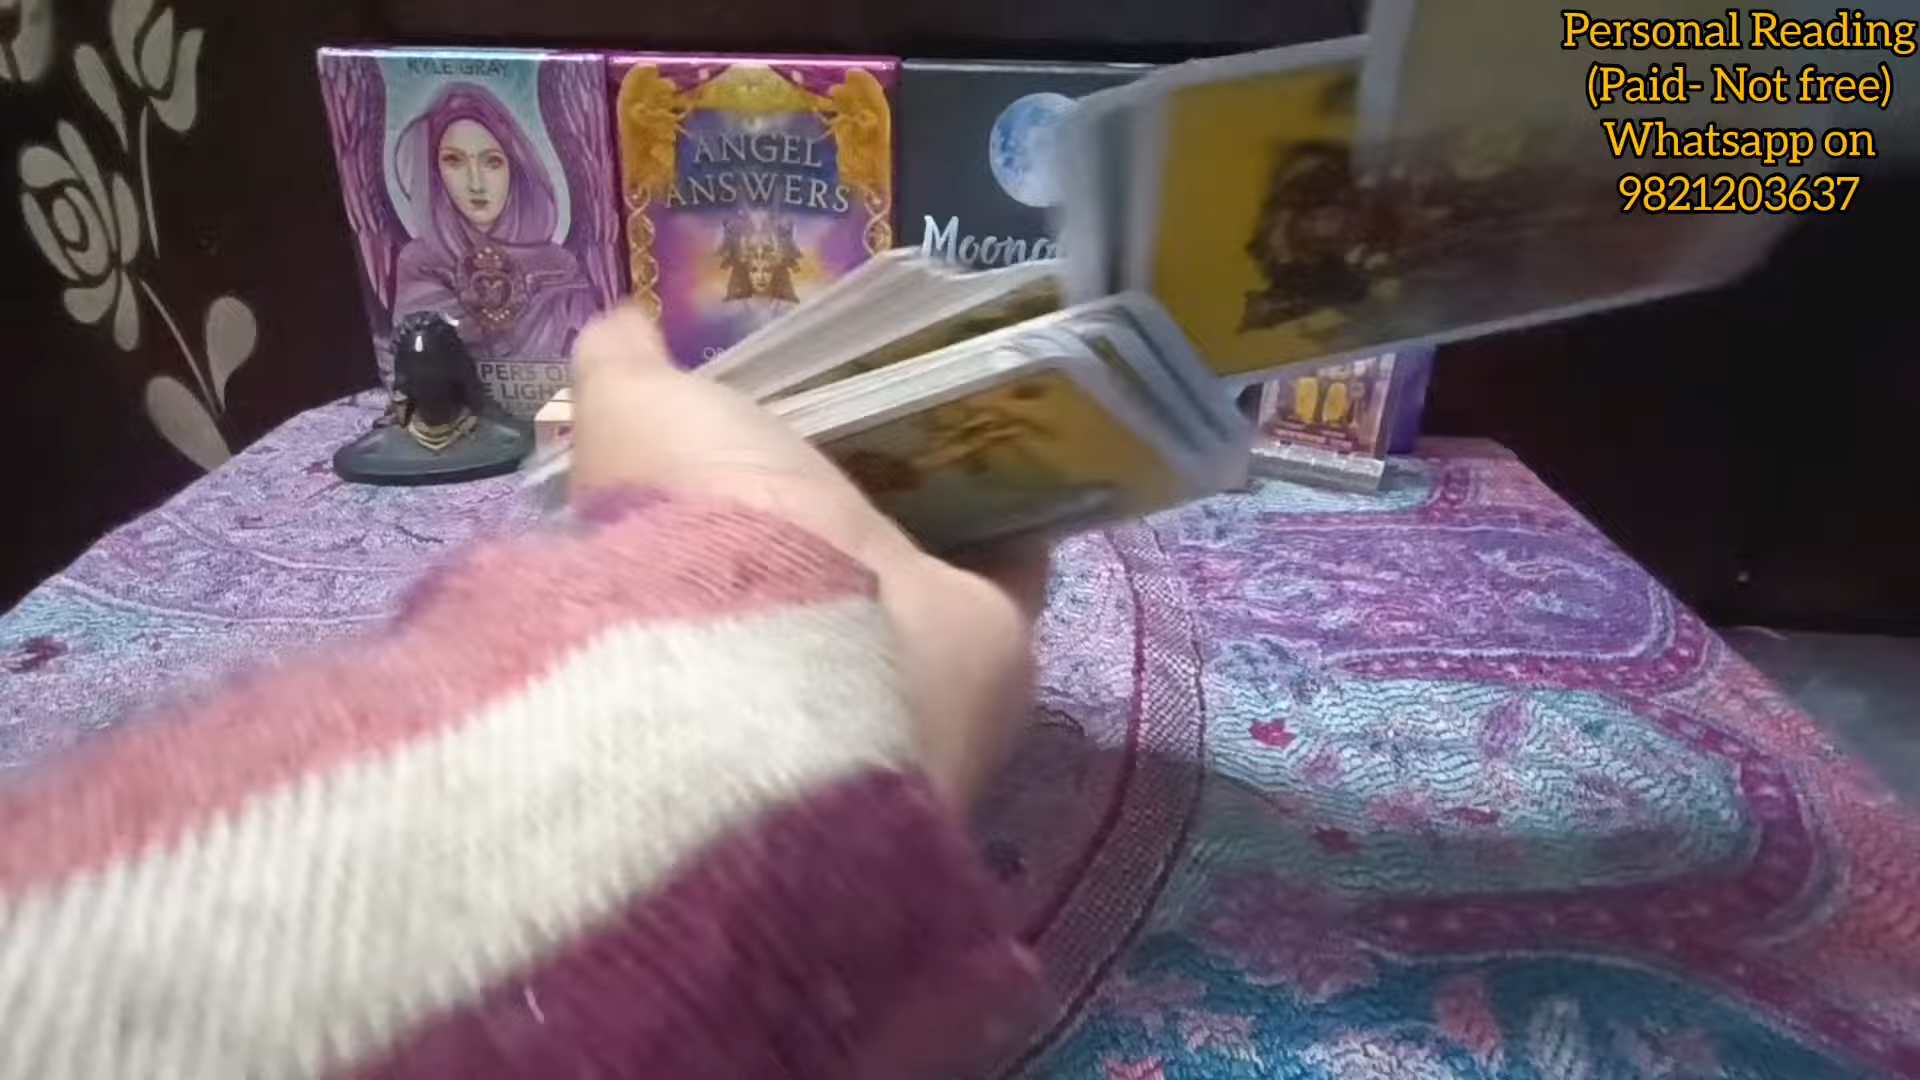 Personal Reading
(Paid- Not free)
Whatsapp on
9821203637
KYLE GRAY
ANGEL
ANSWERS